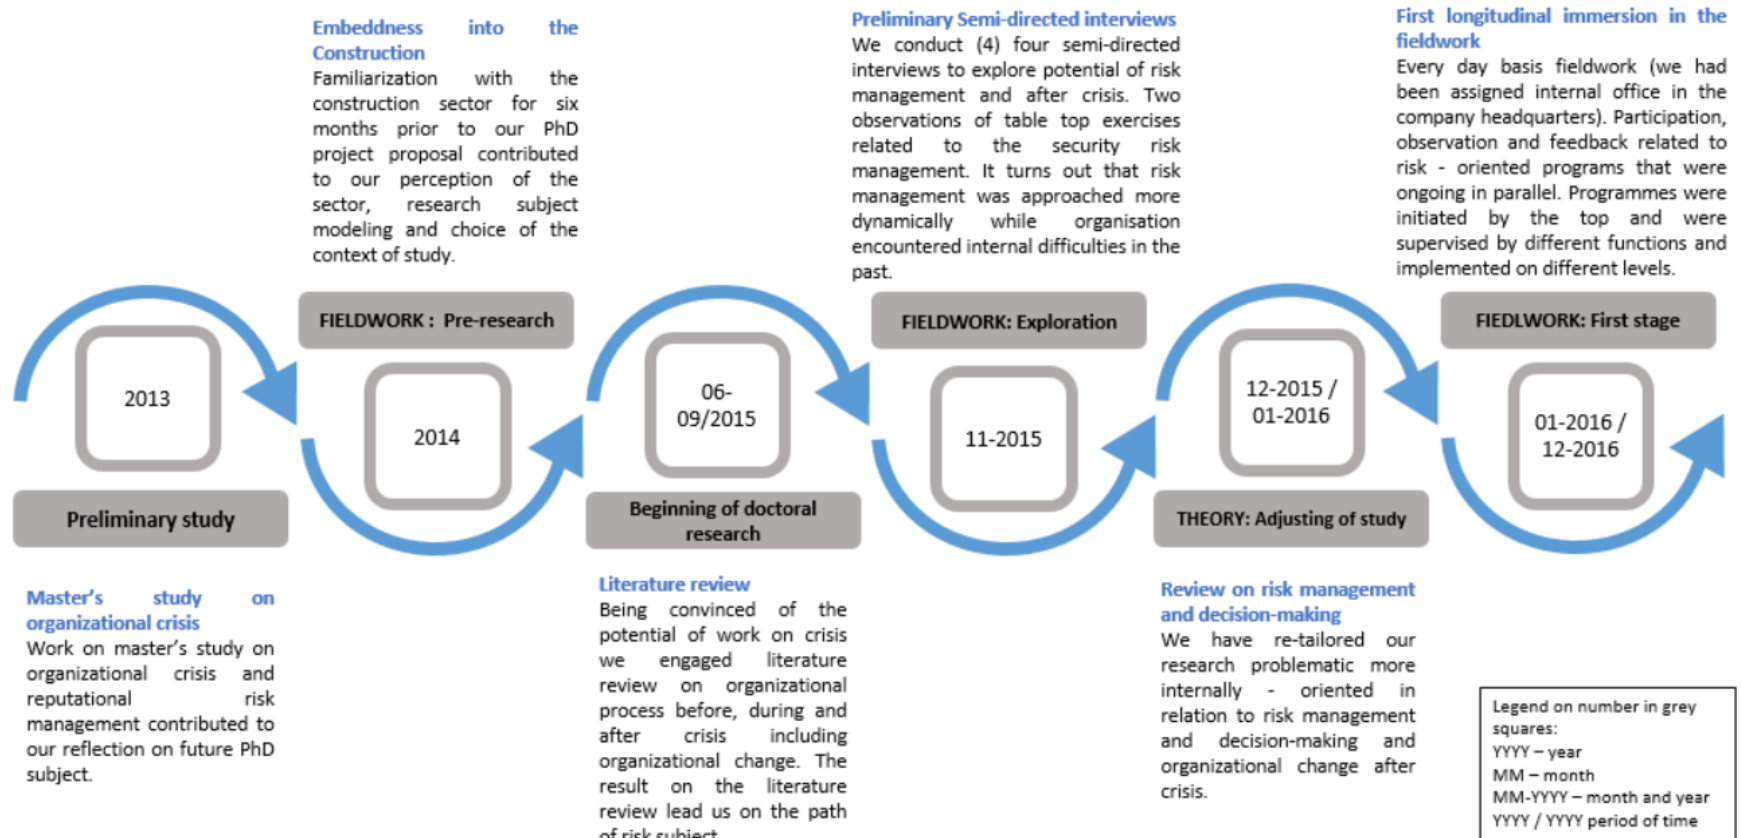 Embeddness into the
Construction
Familiarization with the
construction sector for six
months prior to our PhD
project proposal contributed
to our perception of the
sector, research subject
modeling and choice of the
context of study.
Preliminary Semi-directed interviews
We conduct (4) four semi-directed
interviews to explore potential of risk
management and after crisis. Two
observations of table top exercises
related to the security risk
management. It turns out that risk
management was approached more
dynamically while organisation
encountered internal difficulties in the
past.
First longitudinal immersion in the
fieldwork
Every day basis fieldwork (we had
been assigned internal office in the
company headquarters). Participation,
observation and feedback related to
risk - oriented programs that were
ongoing in parallel. Programmes were
initiated by the top and were
supervised by different functions and
implemented on different levels.
FIELDWORK : Pre-research
FIELDWORK: Exploration
FIEDLWORK: First stage
2013
2014
06-
09/2015
11-2015
12-2015 /
01-2016
01-2016 /
12-2016
Preliminary study
Beginning of doctoral
research
THEORY: Adjusting of study
Master's study on
organizational crisis
Work on master's study on
organizational crisis and
reputational risk
management contributed to
our reflection on future PhD
subject.
Literature review
Being convinced of the
potential of work on crisis
we engaged literature
review on organizational
process before, during and
after crisis including
organizational change. The
result on the literature
review lead us on the path
of risk subject.
Review on risk management
and decision-making
We have re-tailored our
research problematic more
internally - oriented in
relation to risk management
and decision-making and
organizational change after
crisis.
Legend on number in grey
squares:
YYYY – year
MM – month
MM-YYYY – month and year
YYYY / YYYY period of time